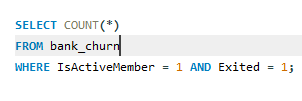 SELECT COUNT(*)
FROM bank_churn
WHERE IsActiveMember = 1 AND Exited = 1;